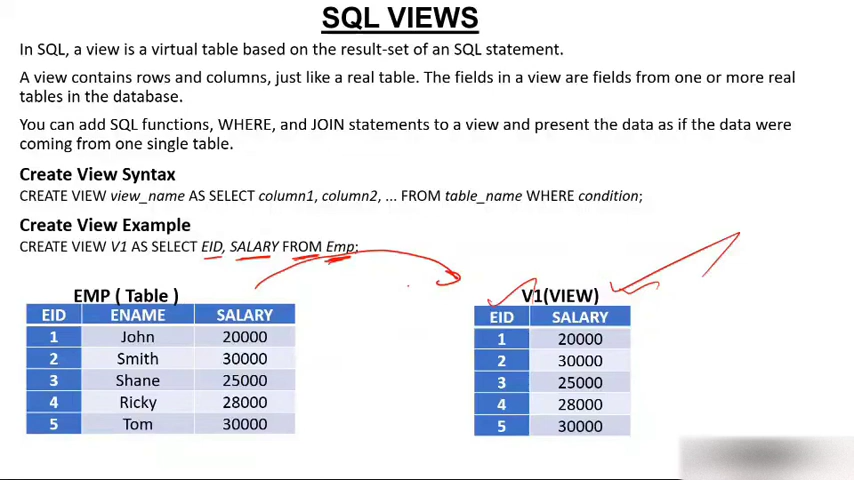 SQL VIEWS
In SQL, a view is a virtual table based on the result-set of an SQL statement.
A view contains rows and columns, just like a real table. The fields in a view are fields from one or more real
tables in the database.
You can add SQL functions, WHERE, and JOIN statements to a view and present the data as if the data were
coming from one single table.
Create View Syntax
CREATE VIEW view_name AS SELECT column1, column2, ... FROM table_name WHERE condition;
Create View Example
CREATE VIEW V1 AS SELECT EID, SALARY FROM Emp;
EMP ( Table )
EID ENAME SALARY
1 John 20000
2 Smith 30000
3 Shane 25000
4 Ricky 28000
5 Tom 30000
V1(VIEW)
EID SALARY
1 20000
2 30000
3 25000
4 28000
5 30000